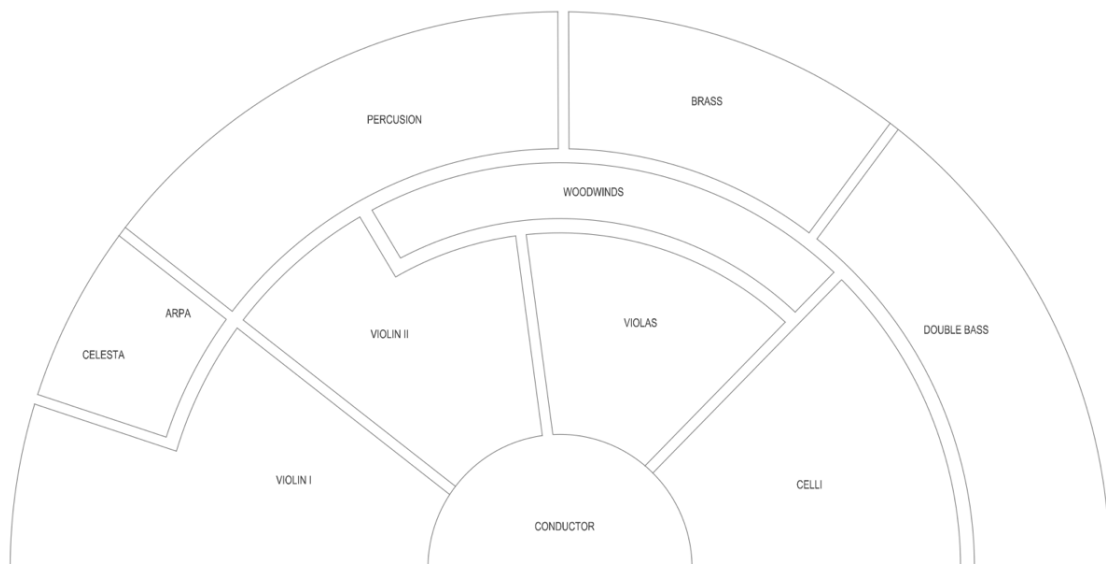 BRASS
PERCUSION
WOODWINDS
ARPA
VIOLAS
DOUBLE BASS
VIOLIN II
CELESTA
VIOLIN I
CELLI
CONDUCTOR